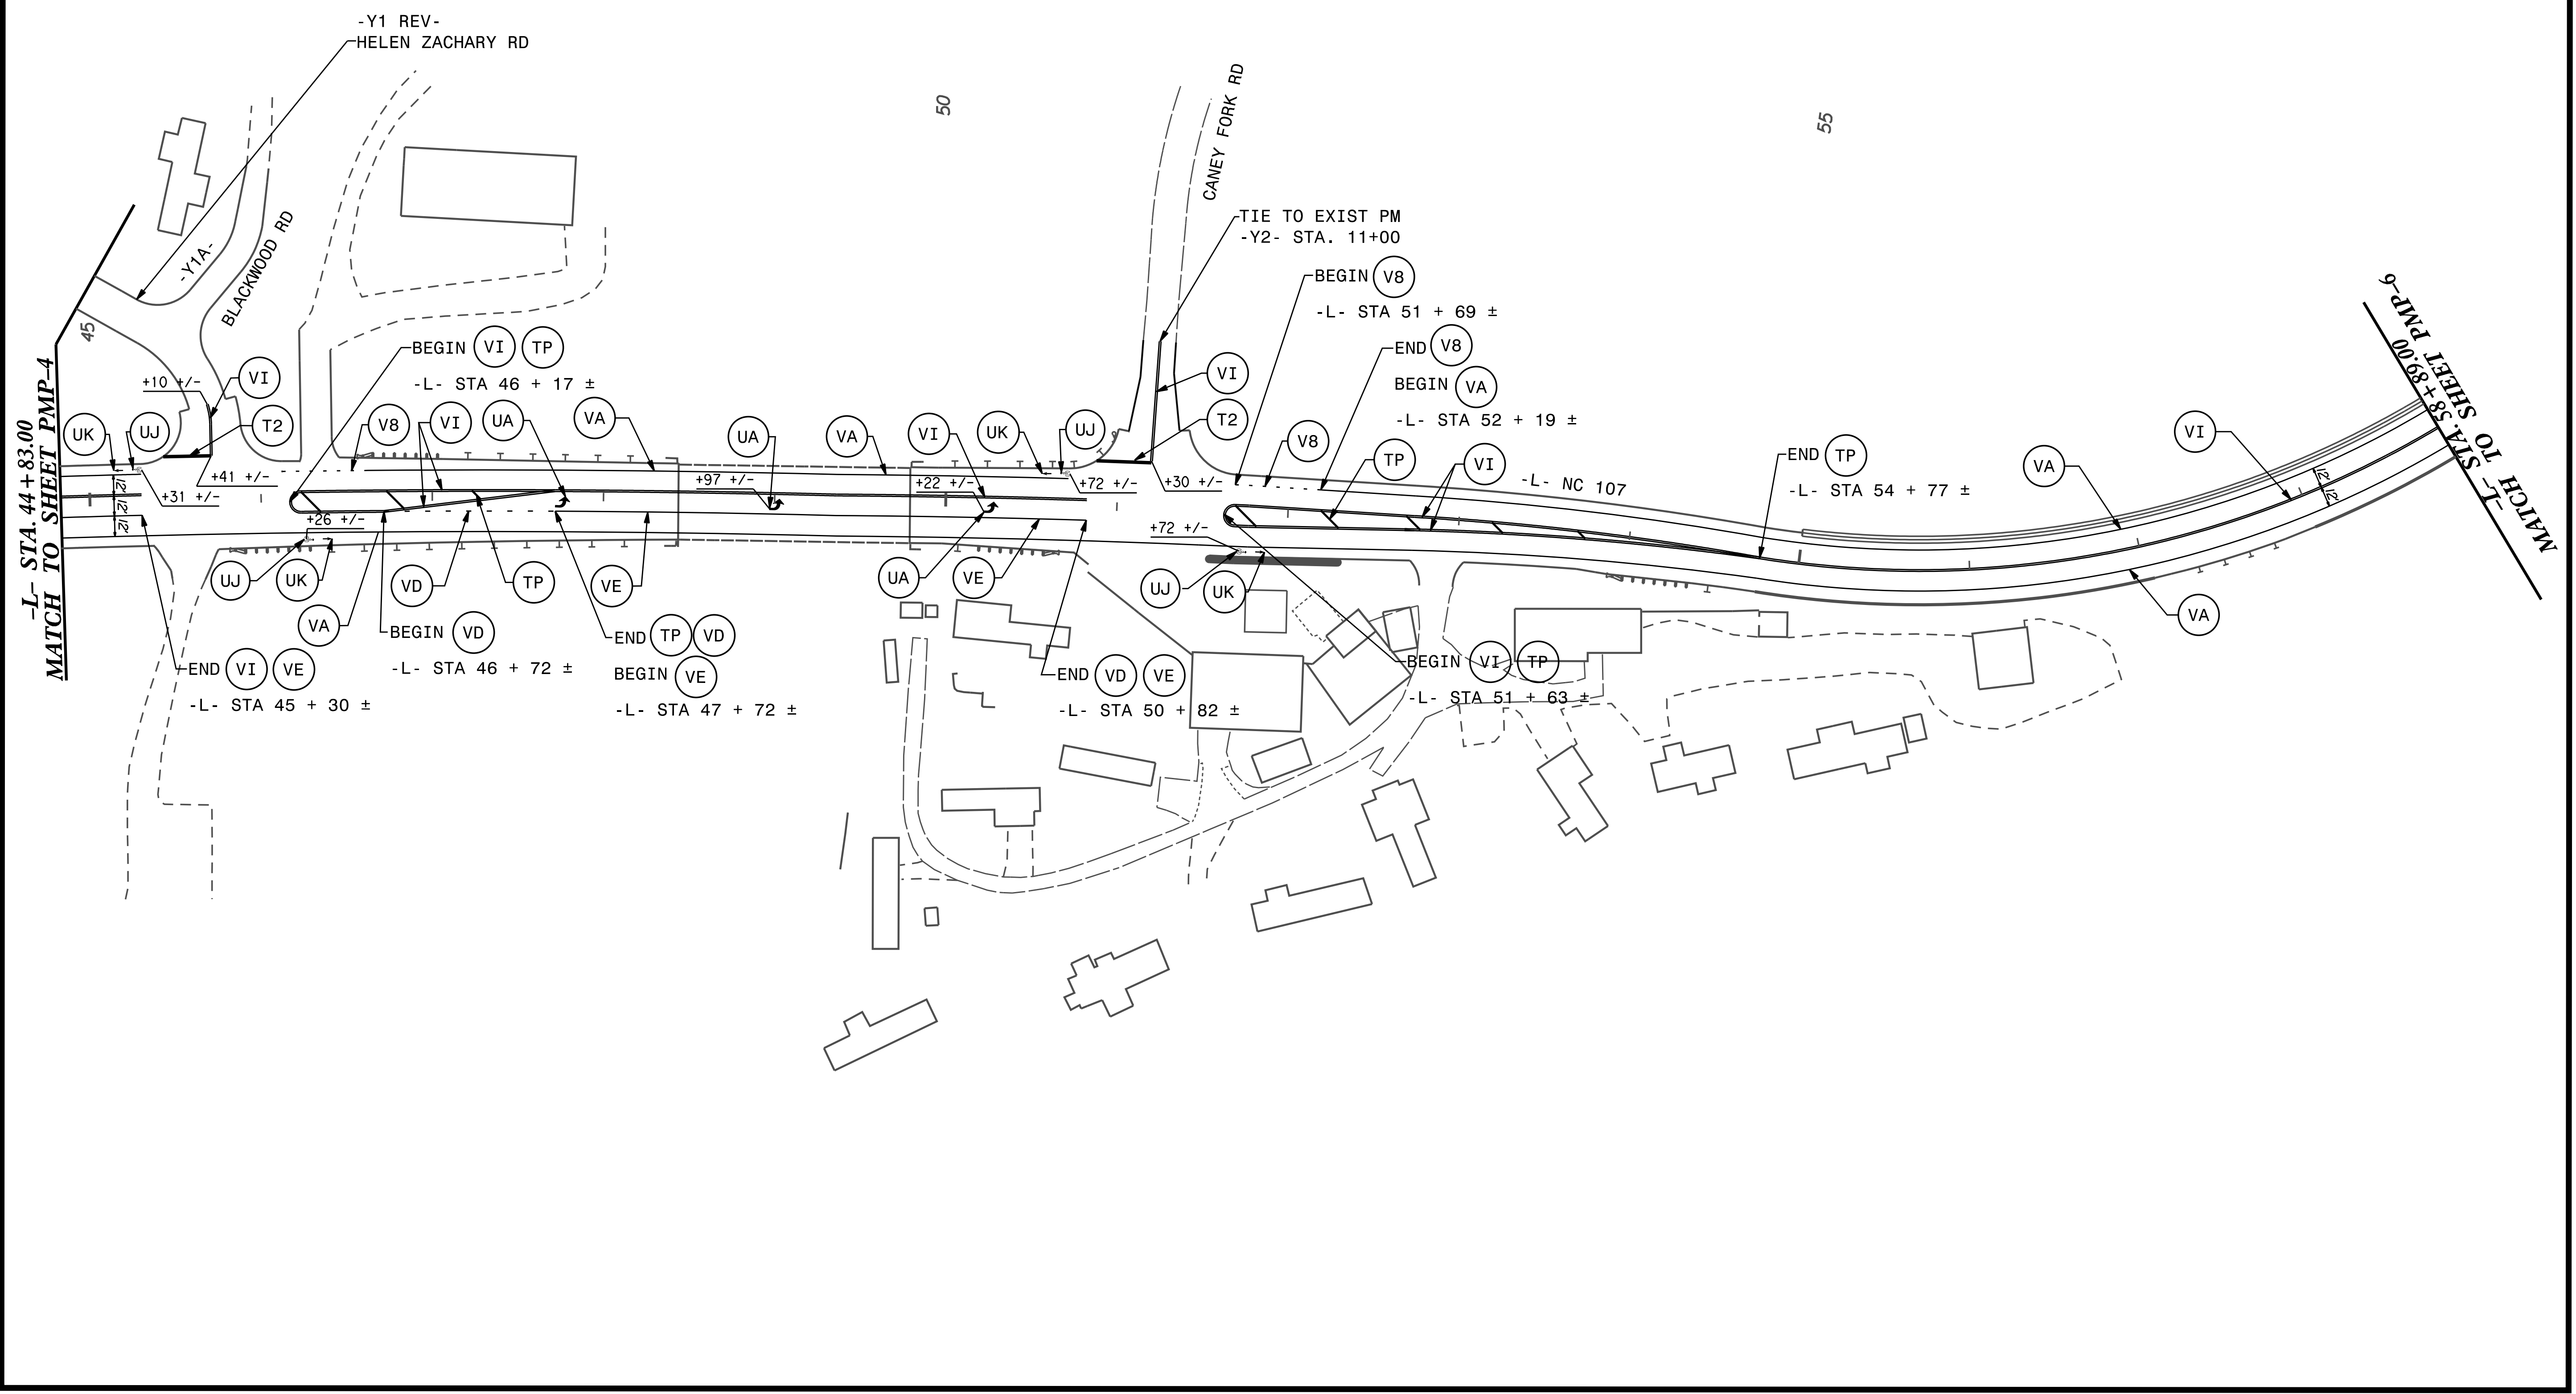 -Y1 REV-
HELEN ZACHARY RD
50
55
CANEY FORK RD
-Y1A-
BLACKWOOD RD
45
TIE TO EXIST PM
-Y2- STA. 11+00
BEGIN V8
-L- STA 51 + 69 ±
END V8
BEGIN VA
-L- STA 52 + 19 ±
BEGIN VI TP
-L- STA 46 + 17 ±
-L- STA. 44+83.00
MATCH TO SHEET PMP-4
+10 +/-
VI
UK
UJ
T2
V8
VI
UA
VA
UA
VA
VI
UK
UJ
VI
T2
V8
TP
VI
END TP
-L- STA 54 + 77 ±
-L- NC 107
VA
VI
-L- STA. 58+89.00
MATCH TO SHEET PMP-6
+41 +/-
+31 +/-
+97 +/-
+22 +/-
+72 +/-
+30 +/-
12'
12'
12'
12'
12'
+26 +/-
+72 +/-
UJ
UK
VD
TP
VE
UA
VE
UJ
UK
VA
VA
BEGIN VD
-L- STA 46 + 72 ±
END TP VD
BEGIN VE
-L- STA 47 + 72 ±
END VI VE
-L- STA 45 + 30 ±
END VD VE
-L- STA 50 + 82 ±
BEGIN VI TP
-L- STA 51 + 63 ±